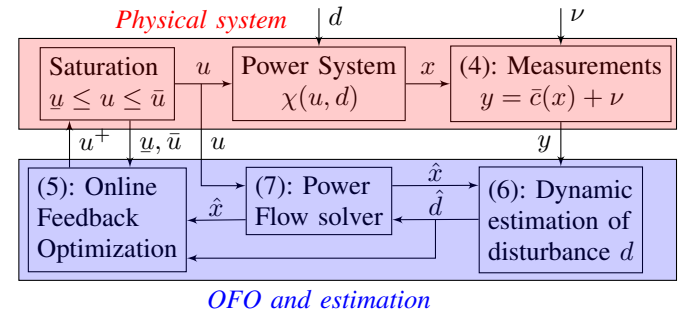 Physical system
d
ν
Saturation
u̲ ≤ u ≤ ū
u
Power System
χ(u, d)
x
(4): Measurements
y = c̄(x) + ν
u⁺
u̲, ū
u
y
(5): Online
Feedback
Optimization
x̂
(7): Power
Flow solver
x̂
d̂
(6): Dynamic
estimation of
disturbance d
OFO and estimation